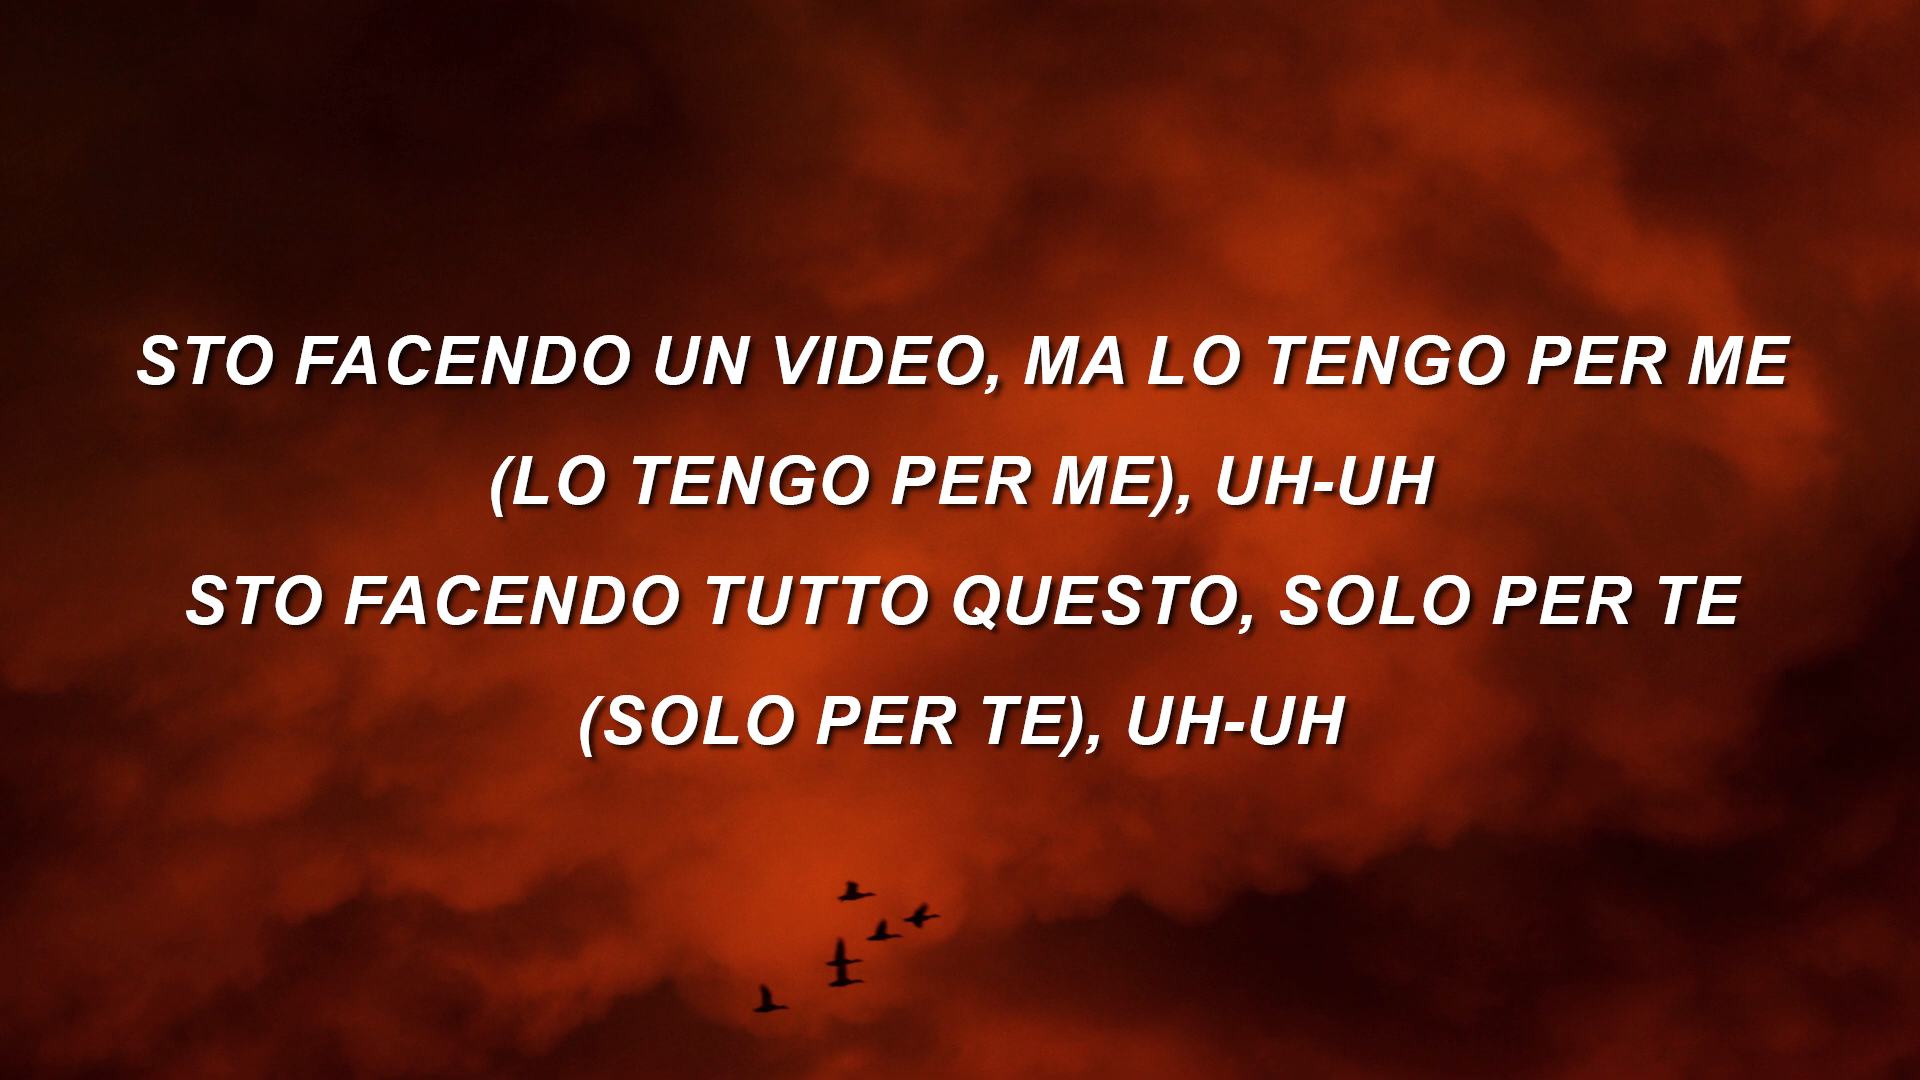 STO FACENDO UN VIDEO, MA LO TENGO PER ME
(LO TENGO PER ME), UH-UH
STO FACENDO TUTTO QUESTO, SOLO PER TE
(SOLO PER TE), UH-UH